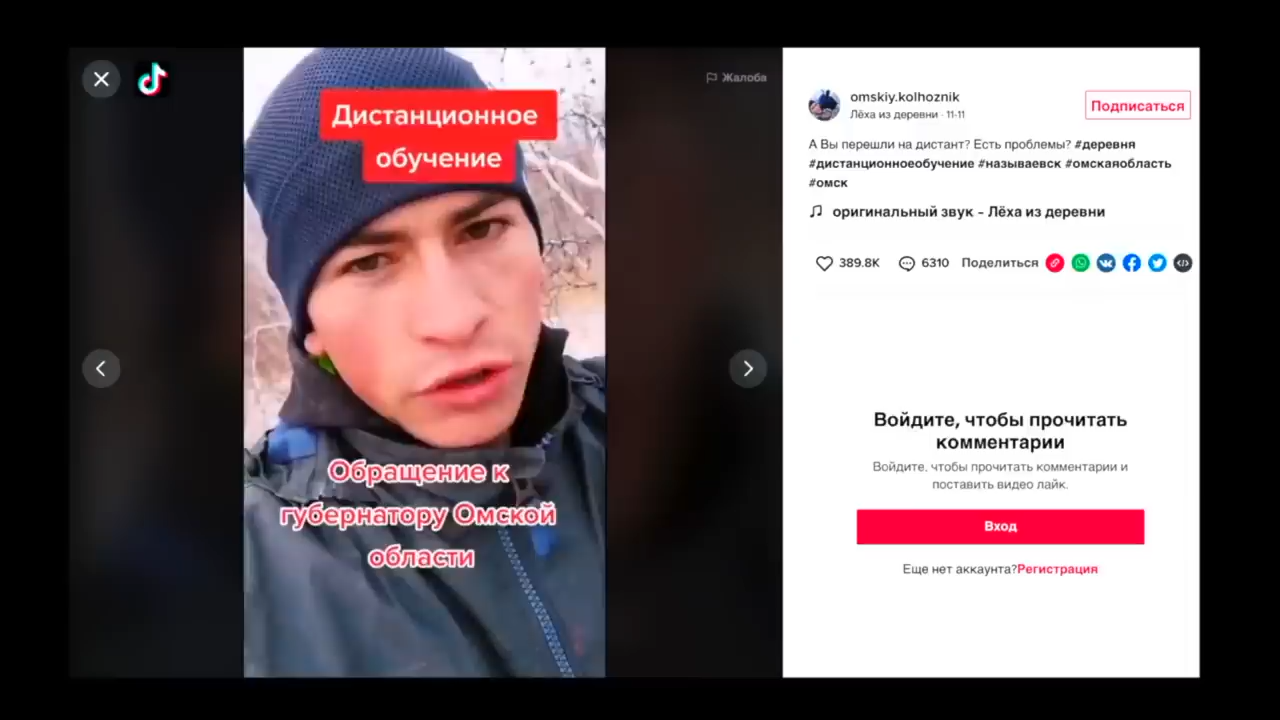 Жалоба
Дистанционное
обучение
Обращение к
губернатору Омской
области
omskiy.kolhoznik
Лёха из деревни · 11-11
Подписаться
А Вы перешли на дистант? Есть проблемы? #деревня
#дистанционноеобучение #называевск #омскаяобласть
#омск
оригинальный звук - Лёха из деревни
389.8K 6310 Поделиться
Войдите, чтобы прочитать
комментарии
Войдите, чтобы прочитать комментарии и
поставить видео лайк.
Вход
Еще нет аккаунта?Регистрация